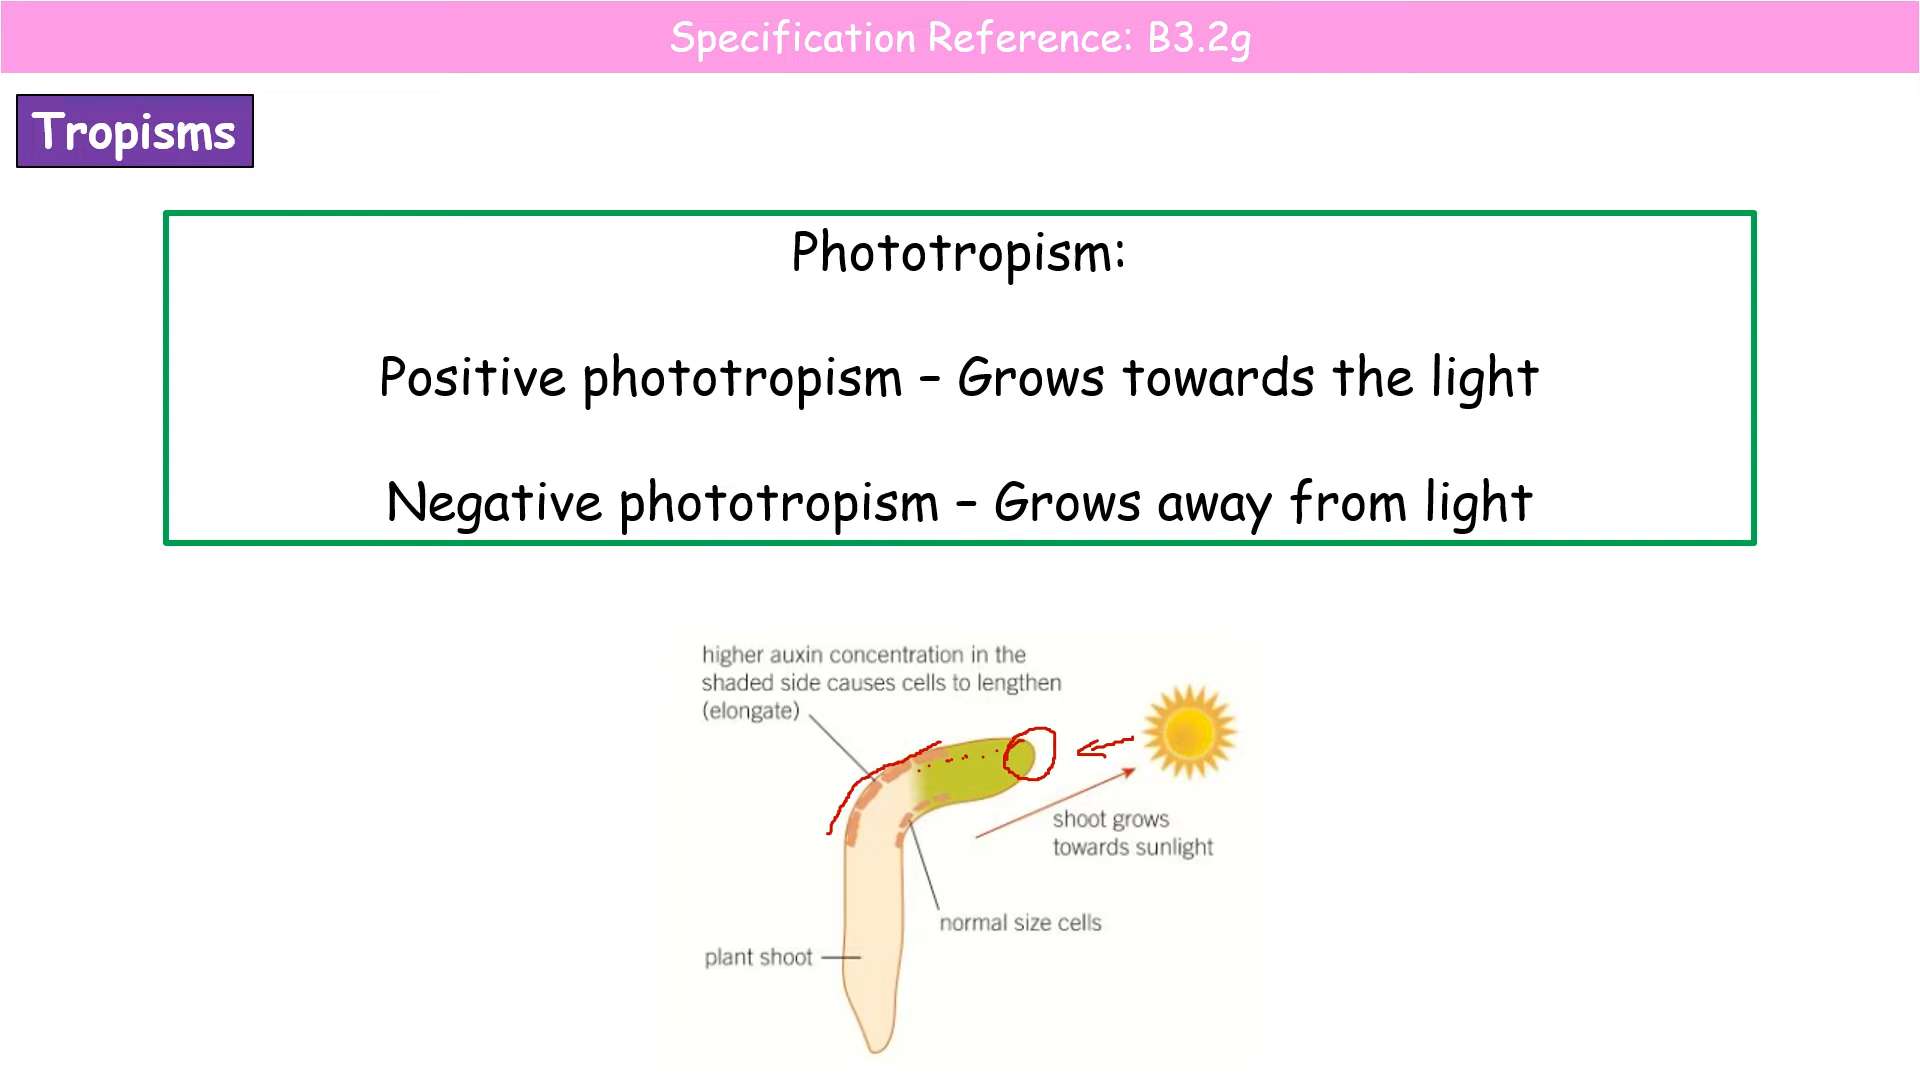 Specification Reference: B3.2g
Tropisms
Phototropism:
Positive phototropism – Grows towards the light
Negative phototropism – Grows away from light
higher auxin concentration in the
shaded side causes cells to lengthen
(elongate)
shoot grows
towards sunlight
normal size cells
plant shoot